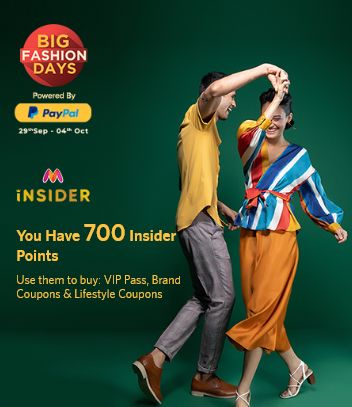 BIG
FASHION
DAYS
Powered By
PayPal
29thSep - 04th Oct
iNSIDER
You Have 700 Insider
Points
Use them to buy: VIP Pass, Brand
Coupons & Lifestyle Coupons